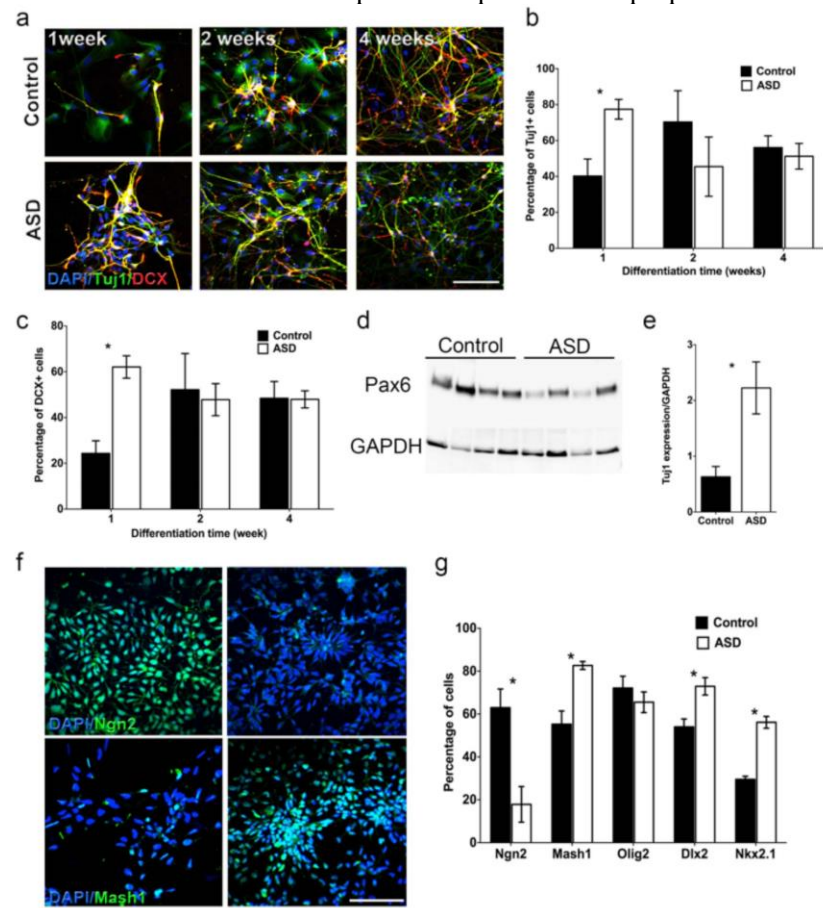 a
1week
2 weeks
4 weeks
Control
ASD
DAPI/Tuj1/DCX
b
Control
ASD
Percentage of Tuj1+ cells
100
80
60
40
20
0
*
1
2
4
Differentiation time (weeks)
c
Control
ASD
Percentage of DCX+ cells
80
60
40
20
0
*
1
2
4
Differentiation time (week)
d
Control
ASD
Pax6
GAPDH
e
Tuj1 expression/GAPDH
3
2
1
0
*
Control
ASD
f
DAPI/Ngn2
DAPI/Mash1
g
Control
ASD
Percentage of cells
100
80
60
40
20
0
*
*
*
*
Ngn2
Mash1
Olig2
Dlx2
Nkx2.1